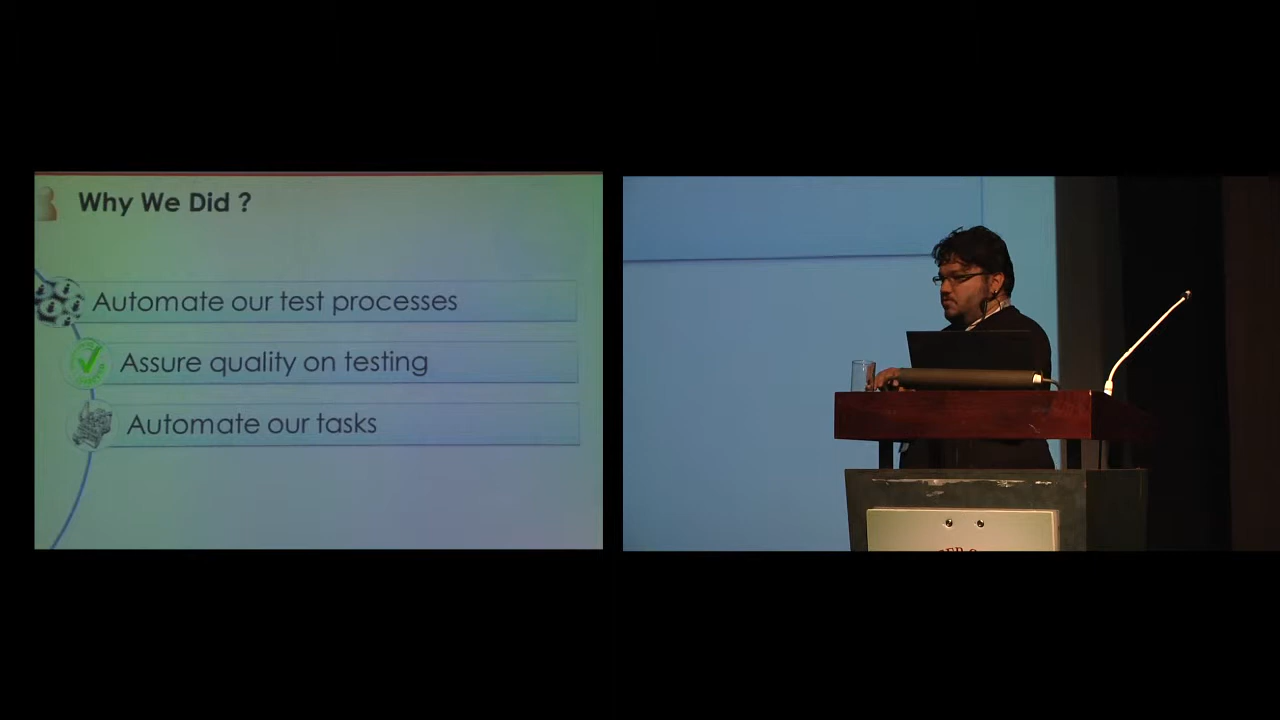 Why We Did ?
Automate our test processes
Assure quality on testing
Automate our tasks